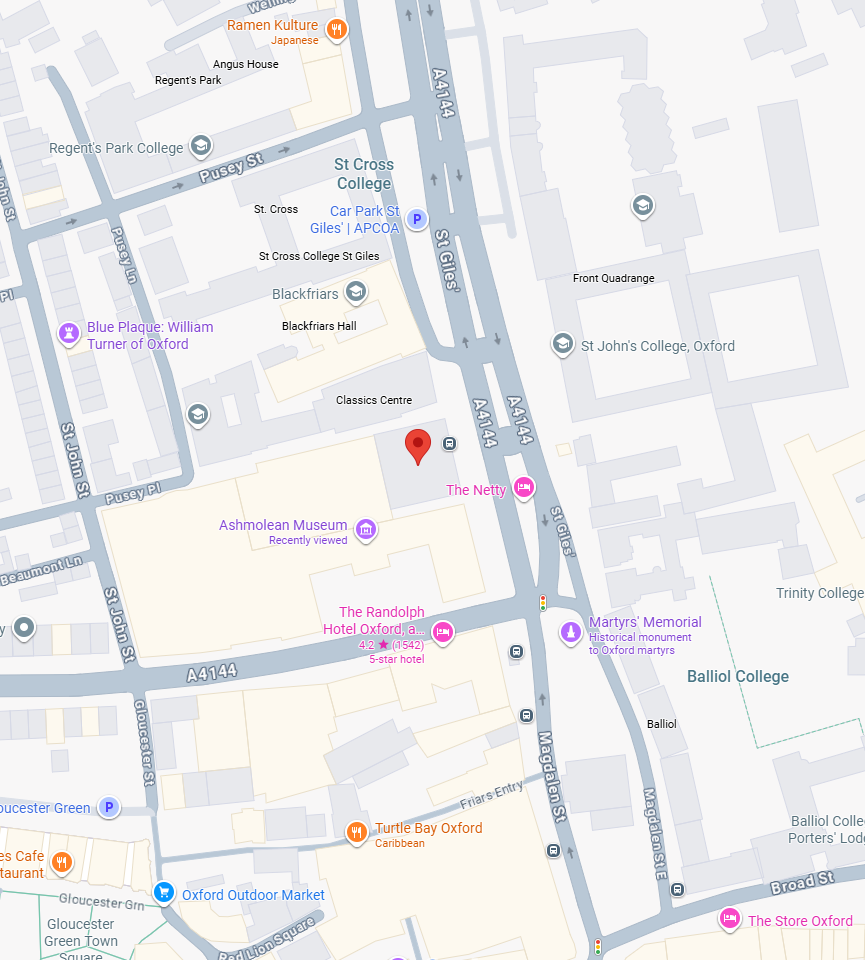 Ramen Kulture
Japanese
Angus House
Regent's Park
Regent's Park College
Pusey St
A4144
St Cross
College
Car Park St
Giles' | APCOA
St. Cross
St Giles'
Pusey Ln
St Cross College St Giles
Front Quadrange
Blackfriars
Blackfriars Hall
Blue Plaque: William
Turner of Oxford
St John's College, Oxford
Classics Centre
A4144
A4144
St John St
Pusey Pl
The Netty
Ashmolean Museum
Recently viewed
St Giles'
Beaumont Ln
Trinity College
St John St
The Randolph
Hotel Oxford, a...
4.2 ★ (1542)
5-star hotel
Martyrs' Memorial
Historical monument
to Oxford martyrs
A4144
Balliol College
Gloucester St
Balliol
Magdalen St
Friars Entry
Magdalen St E
oucester Green
Turtle Bay Oxford
Caribbean
Balliol Colle
Porters' Lodg
es Cafe
taurant
Broad St
Oxford Outdoor Market
Gloucester Grn
The Store Oxford
Gloucester
Green Town
Square
Red Lion Square